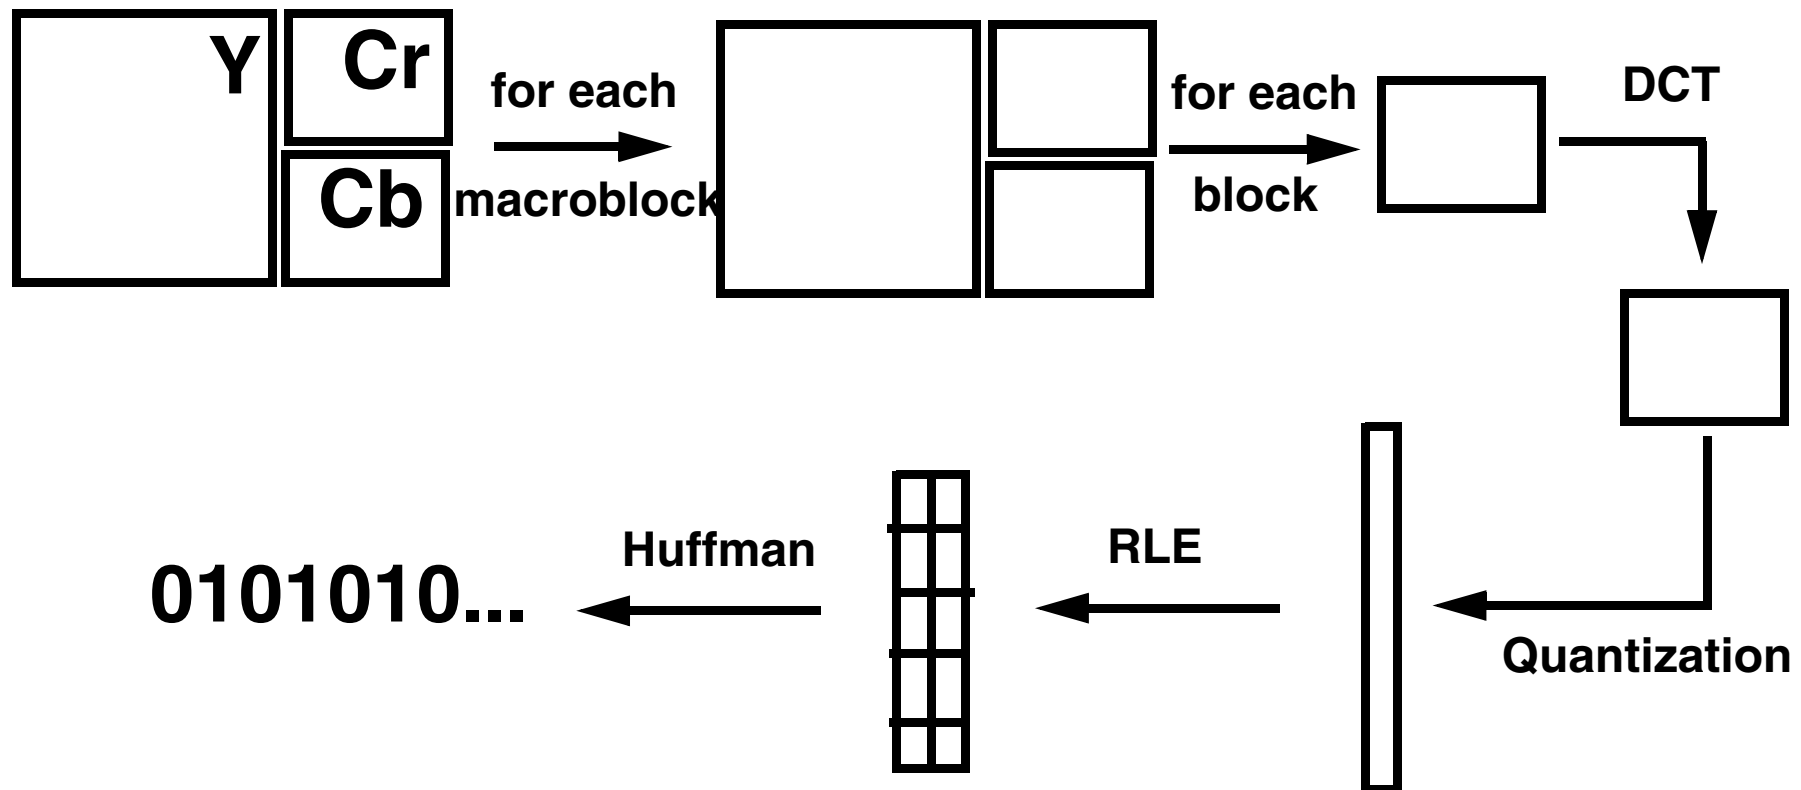 Y
Cr
Cb
for each
macroblock
for each
block
DCT
Quantization
RLE
Huffman
0101010...